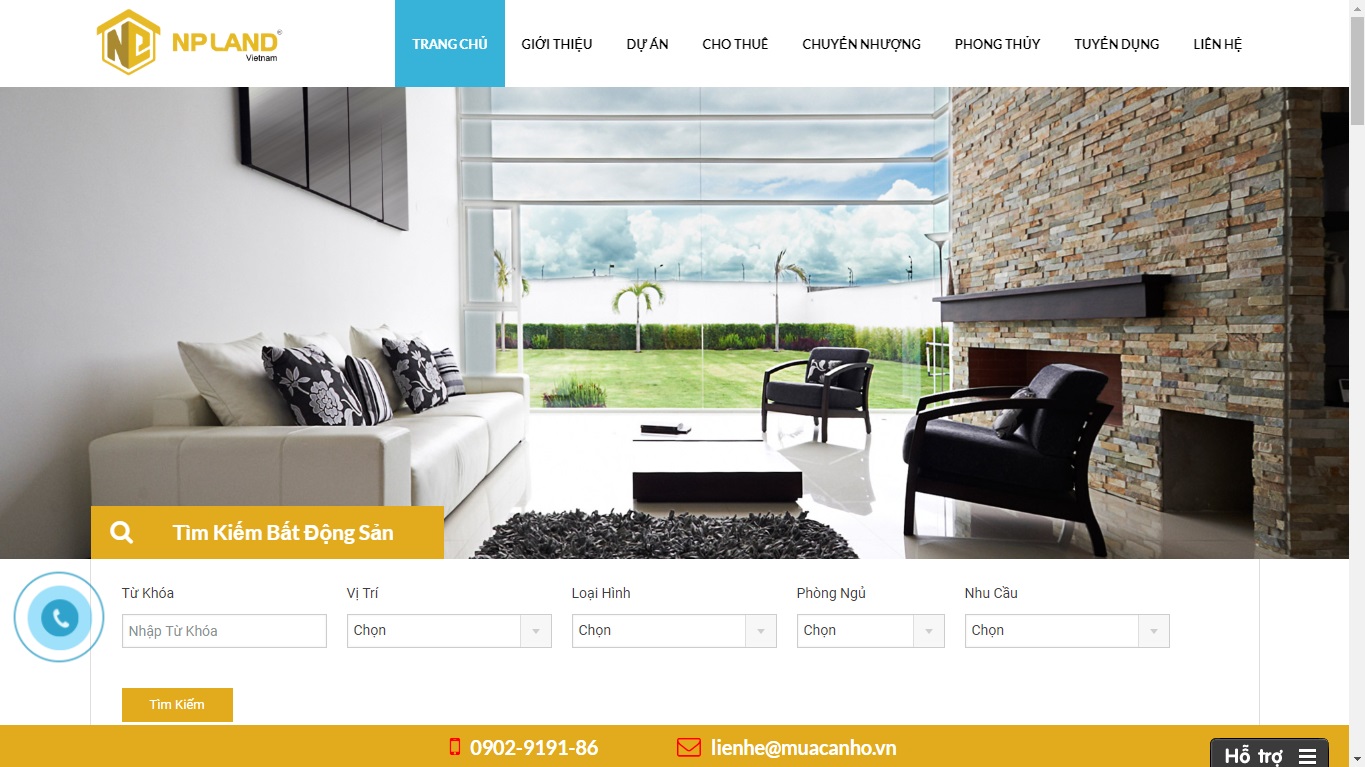 NP LAND®
Vietnam
TRANG CHỦ GIỚI THIỆU DỰ ÁN CHO THUÊ CHUYỂN NHƯỢNG PHONG THỦY TUYỂN DỤNG LIÊN HỆ
Tìm Kiếm Bất Động Sản
Từ Khóa Vị Trí Loại Hình Phòng Ngủ Nhu Cầu
Nhập Từ Khóa Chọn Chọn Chọn Chọn
Tìm Kiếm
0902-9191-86 lienhe@muacanho.vn
Hỗ trợ